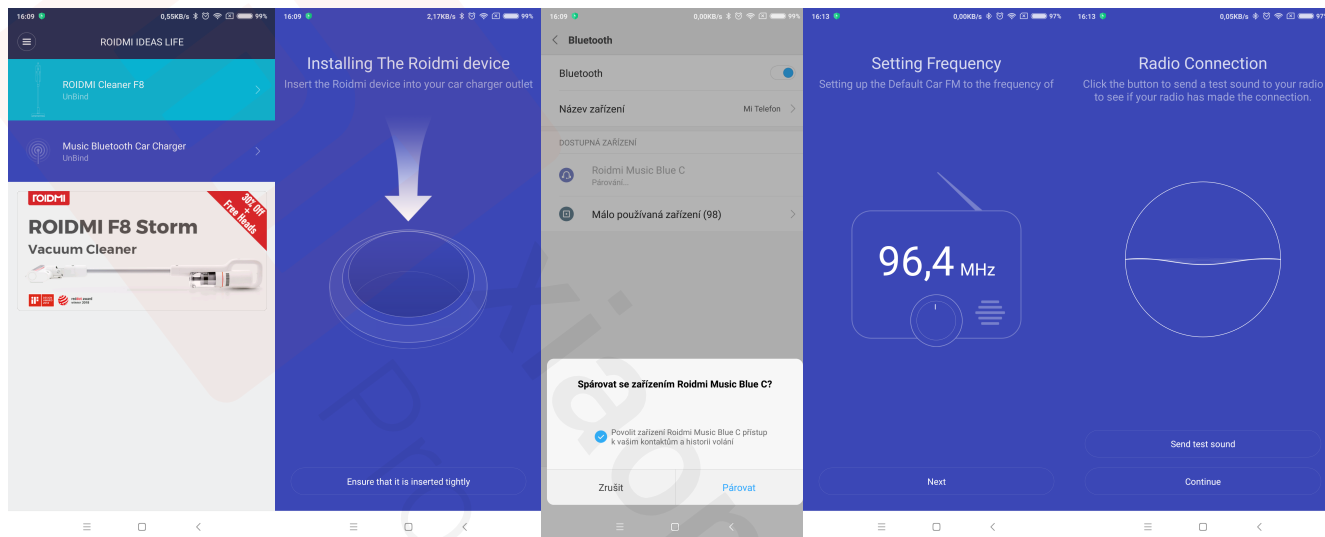 16:09
0,55KB/s
99%
ROIDMI IDEAS LIFE
ROIDMI Cleaner F8
UnBind
Music Bluetooth Car Charger
UnBind
ROIDMI
30% Off
+
Free Heads
ROIDMI F8 Storm
Vacuum Cleaner
16:09
2,17KB/s
99%
Installing The Roidmi device
Insert the Roidmi device into your car charger outlet
Ensure that it is inserted tightly
16:09
0,00KB/s
99%
Bluetooth
Bluetooth
Název zařízení
Mi Telefon
DOSTUPNÁ ZAŘÍZENÍ
Roidmi Music Blue C
Párování...
Málo používaná zařízení (98)
Spárovat se zařízením Roidmi Music Blue C?
Povolit zařízení Roidmi Music Blue C přístup
k vašim kontaktům a historii volání
Zrušit
Párovat
16:13
0,00KB/s
97%
Setting Frequency
Setting up the Default Car FM to the frequency of
96,4 MHz
Next
16:13
0,05KB/s
97
Radio Connection
Click the button to send a test sound to your radio
to see if your radio has made the connection.
Send test sound
Continue
xiaom
Pro